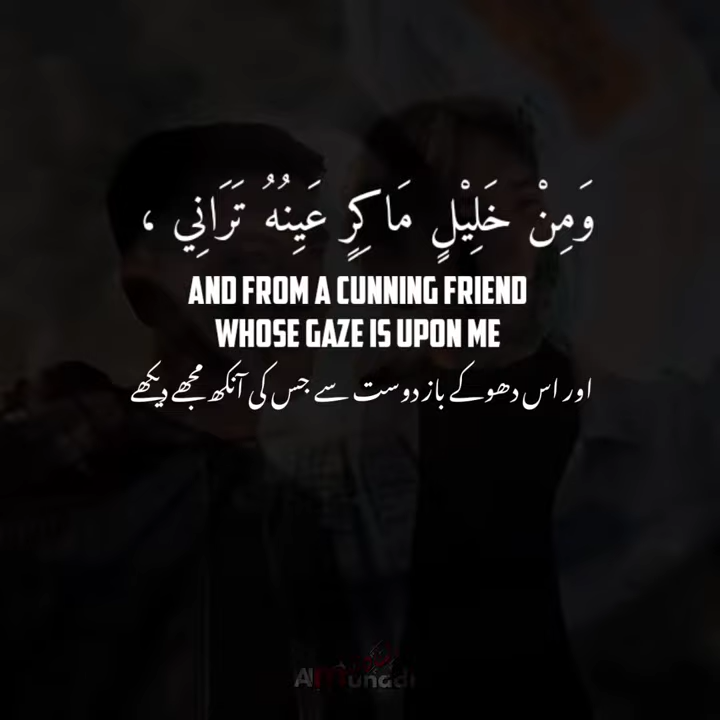 وَمِنْ خَلِيْلٍ مَاكِرٍ عَيِنُهُ تَرَانِي ،
AND FROM A CUNNING FRIEND
WHOSE GAZE IS UPON ME
اور اس دھوکے باز دوست سے جس کی آنکھ مجھے دیکھے